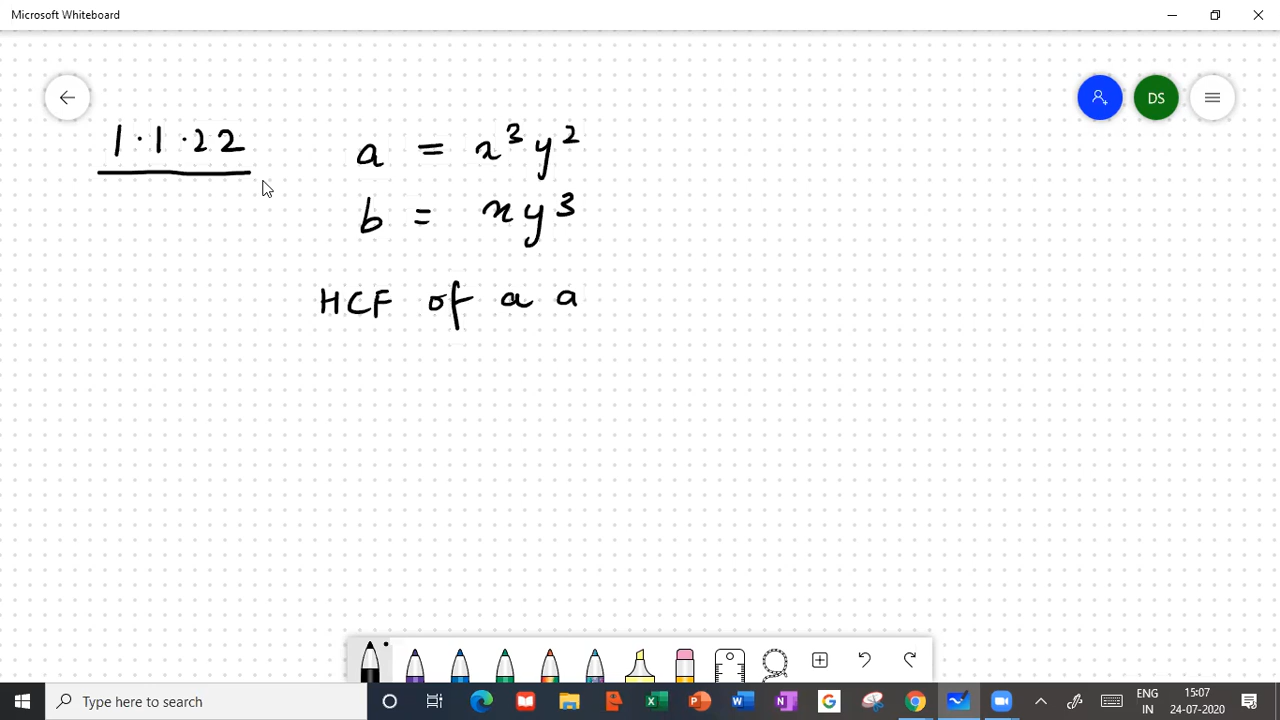 Microsoft Whiteboard
DS
1·1·22
a = x³y²
b = xy³
HCF of a a
Type here to search
ENG
IN
15:07
24-07-2020